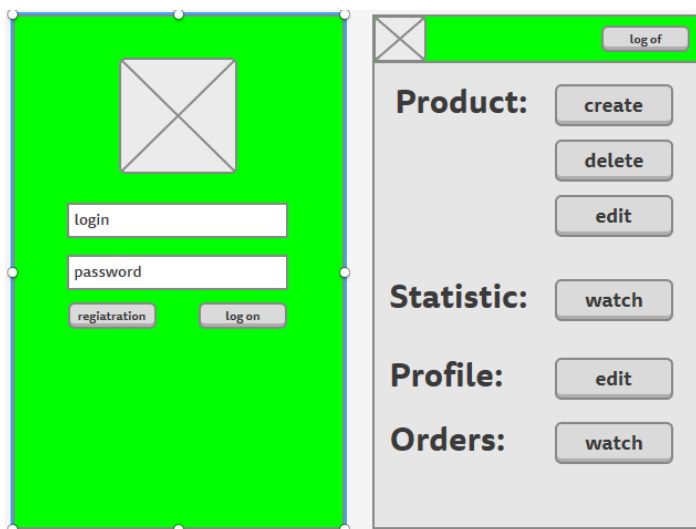 login
password
regiatration
log on
log of
Product:
create
delete
edit
Statistic:
watch
Profile:
edit
Orders:
watch